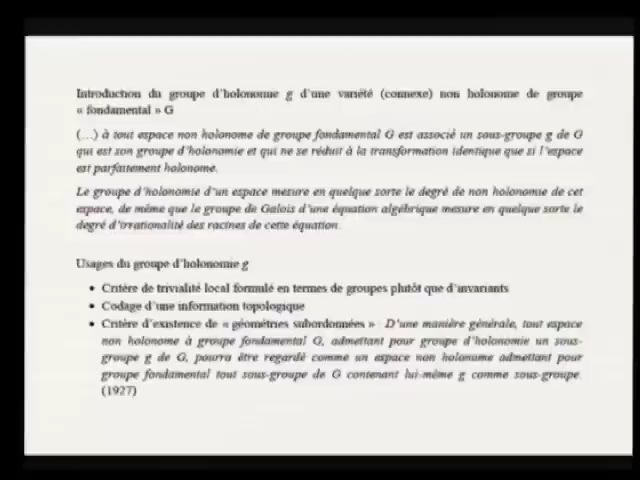 Introduction du groupe d'holonomie g d'une variété (connexe) non holonome de groupe
« fondamental » G
(…) à tout espace non holonome de groupe fondamental G est associé un sous-groupe g de G
qui est son groupe d'holonomie et qui ne se réduit à la transformation identique que si l'espace
est parfaitement holonome.
Le groupe d'holonomie d'un espace mesure en quelque sorte le degré de non holonomie de cet
espace, de même que le groupe de Galois d'une équation algébrique mesure en quelque sorte le
degré d'irrationalité des racines de cette équation.
Usages du groupe d'holonomie g
• Critère de trivialité local formulé en termes de groupes plutôt que d'invariants
• Codage d'une information topologique
• Critère d'existence de « géométries subordonnées » D'une manière générale, tout espace
non holonome à groupe fondamental G, admettant pour groupe d'holonomie un sous-
groupe g de G, pourra être regardé comme un espace non holonome admettant pour
groupe fondamental tout sous-groupe de G contenant lui-même g comme sous-groupe.
(1927)